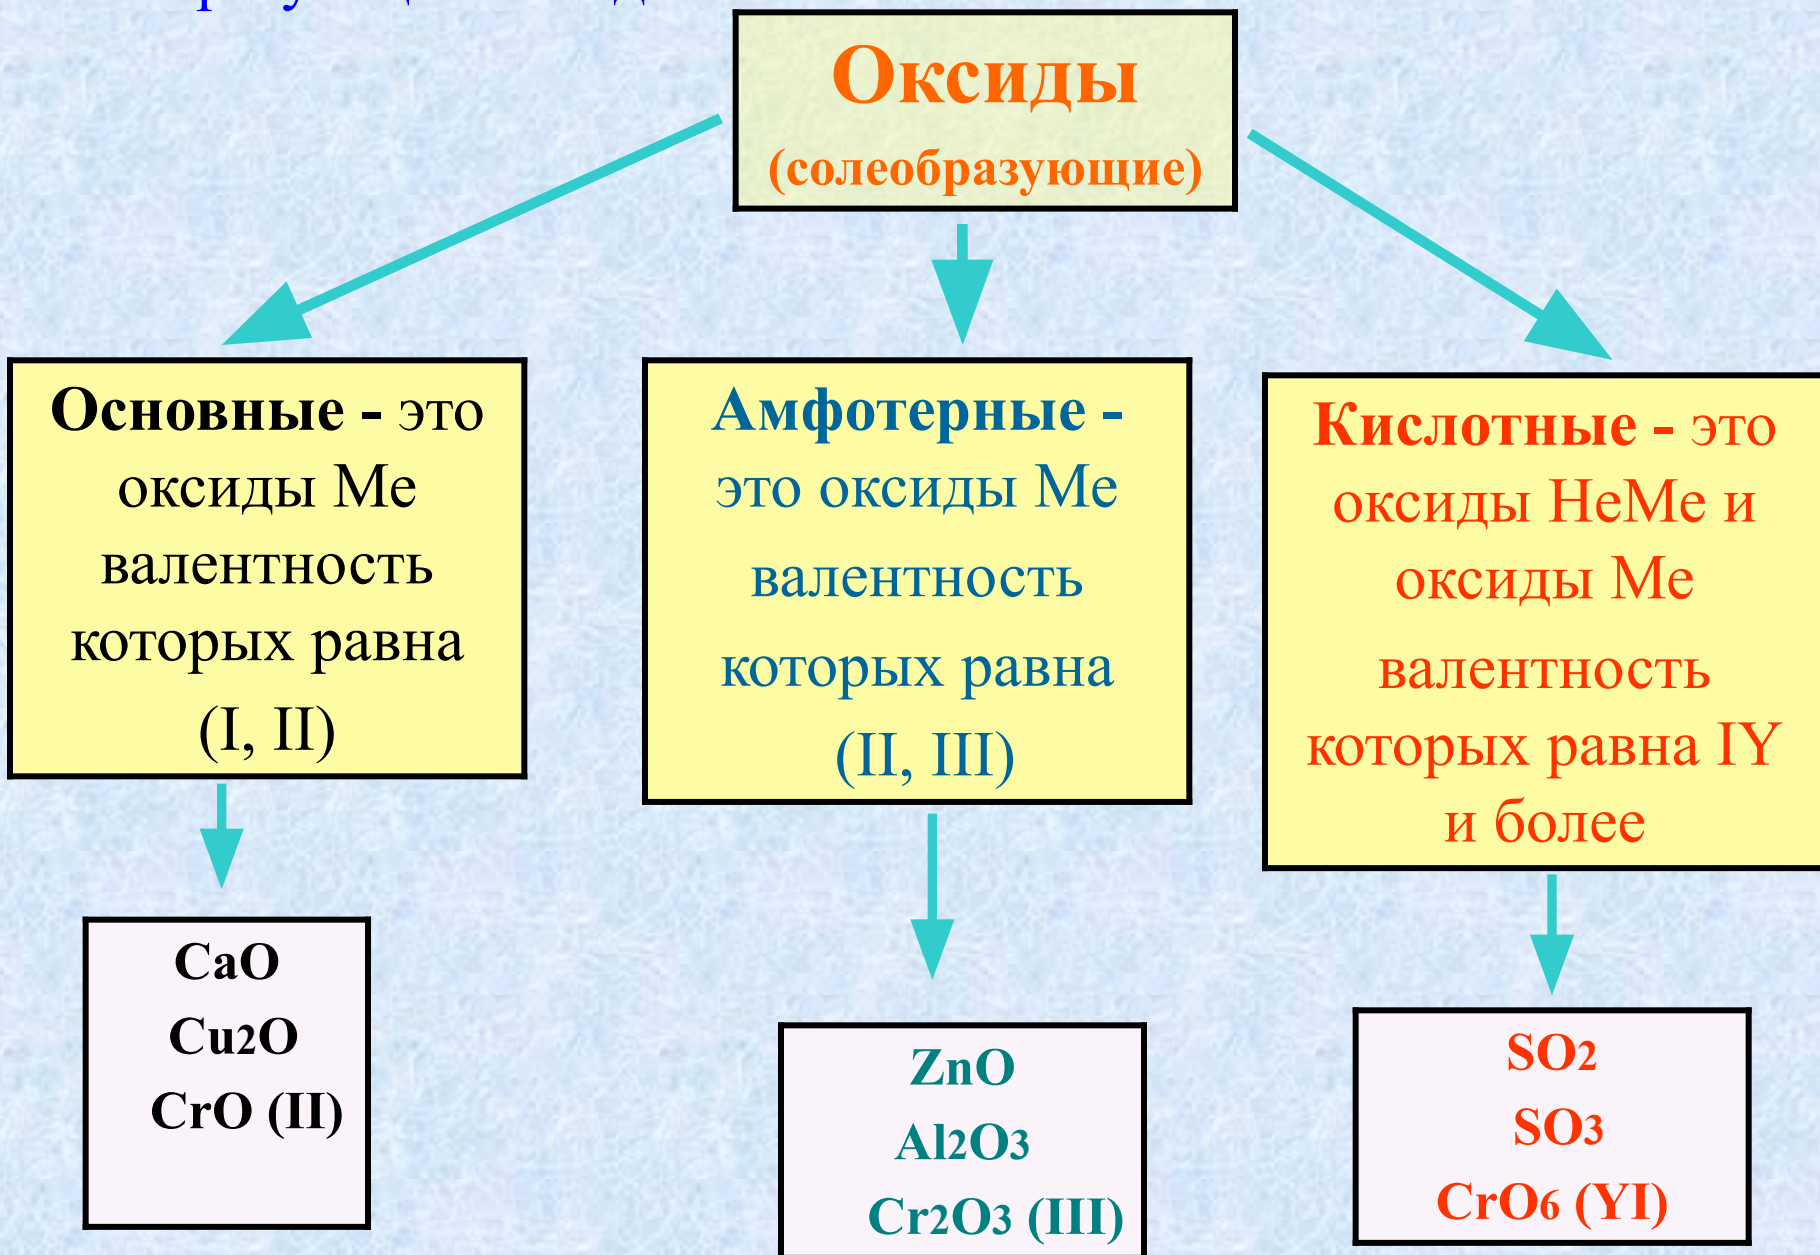 Оксиды
(солеобразующие)
Основные - это
оксиды Ме
валентность
которых равна
(I, II)
Амфотерные -
это оксиды Ме
валентность
которых равна
(II, III)
Кислотные - это
оксиды НеМе и
оксиды Ме
валентность
которых равна IY
и более
CaO
Cu2O
CrO (II)
ZnO
Al2O3
Cr2O3 (III)
SO2
SO3
CrO6 (YI)